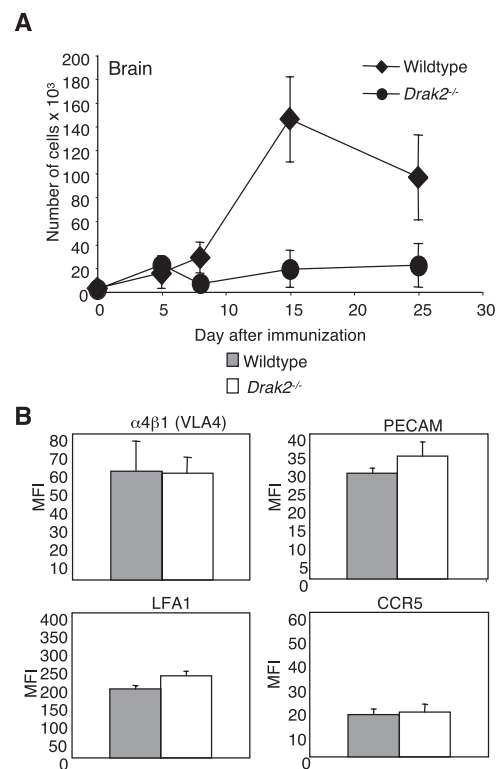 A
Brain
Wildtype
Drak2-/-
Number of cells x 10³
200
180
160
140
120
100
80
60
40
20
0
0 5 10 15 20 25 30
Day after immunization
Wildtype
Drak2-/-
B
α4β1 (VLA4)
MFI
80
70
60
50
40
30
20
10
PECAM
MFI
40
35
30
25
20
15
10
5
0
LFA1
MFI
400
350
300
250
200
150
100
50
0
CCR5
MFI
60
50
40
30
20
10
0